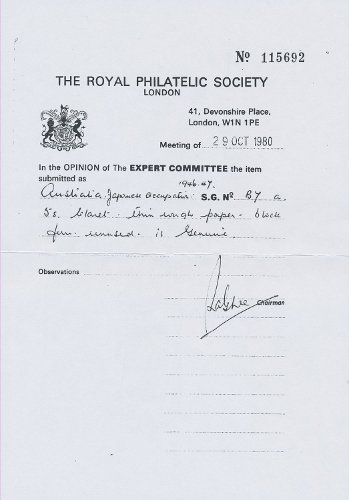 Nº 115692
THE ROYAL PHILATELIC SOCIETY
LONDON
41, Devonshire Place,
London, W1N 1PE
Meeting of 29 OCT 1980
In the OPINION of The EXPERT COMMITTEE the item
submitted as
1946-47.
Australia Japanese Occupation S.G. Nº B7 a.
5s. Claret. thin rough paper. block
four. unused. is Genuine
Observations
Chairman